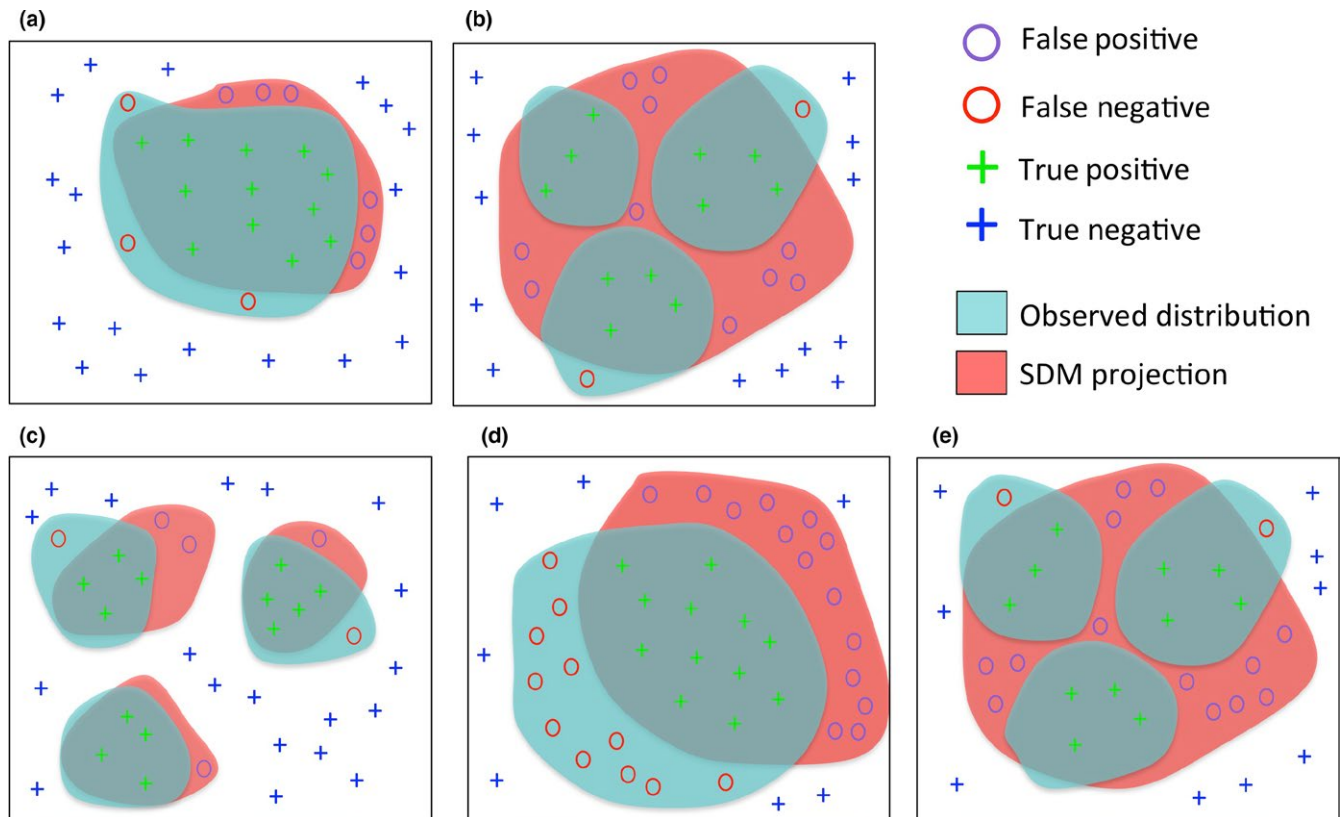 (a)
(b)
False positive
False negative
True positive
True negative
Observed distribution
SDM projection
(c)
(d)
(e)